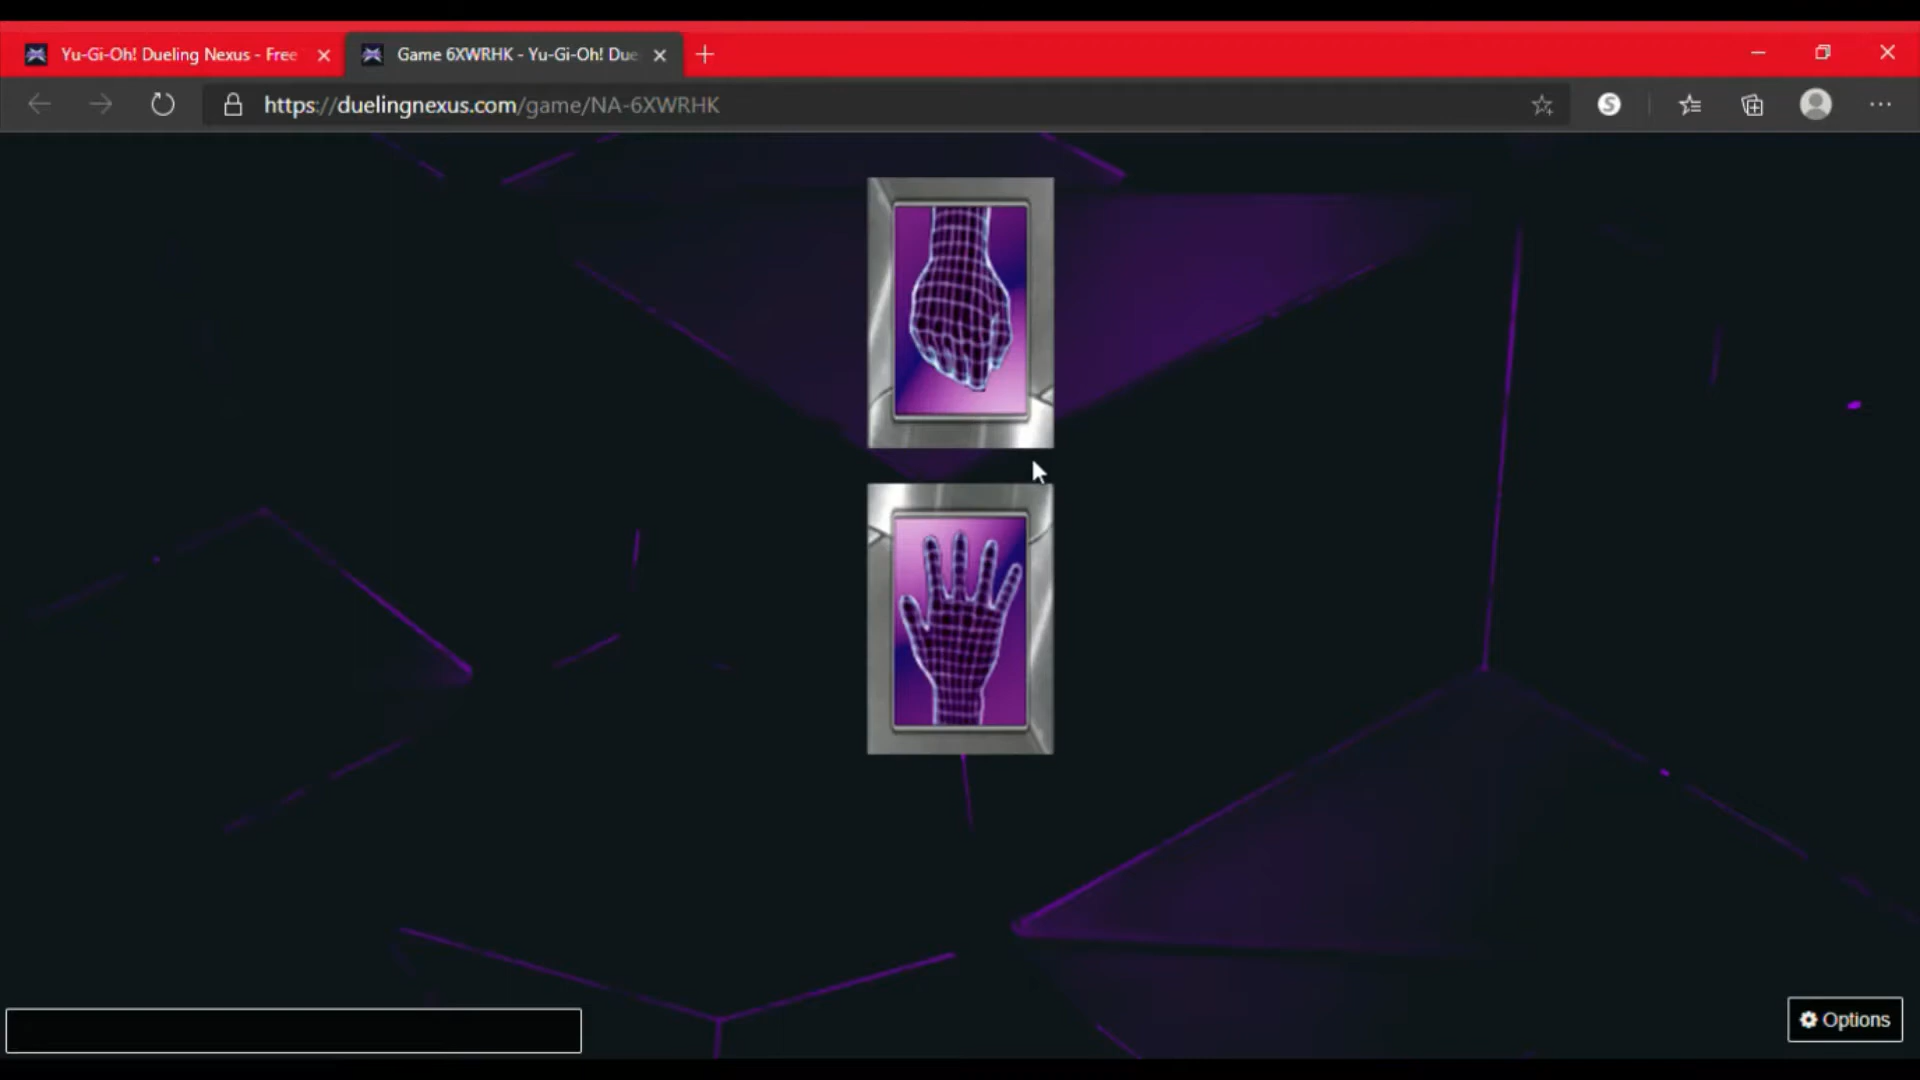 Yu-Gi-Oh! Dueling Nexus - Free
Game 6XWRHK - Yu-Gi-Oh! Due
https://duelingnexus.com/game/NA-6XWRHK
S
Options